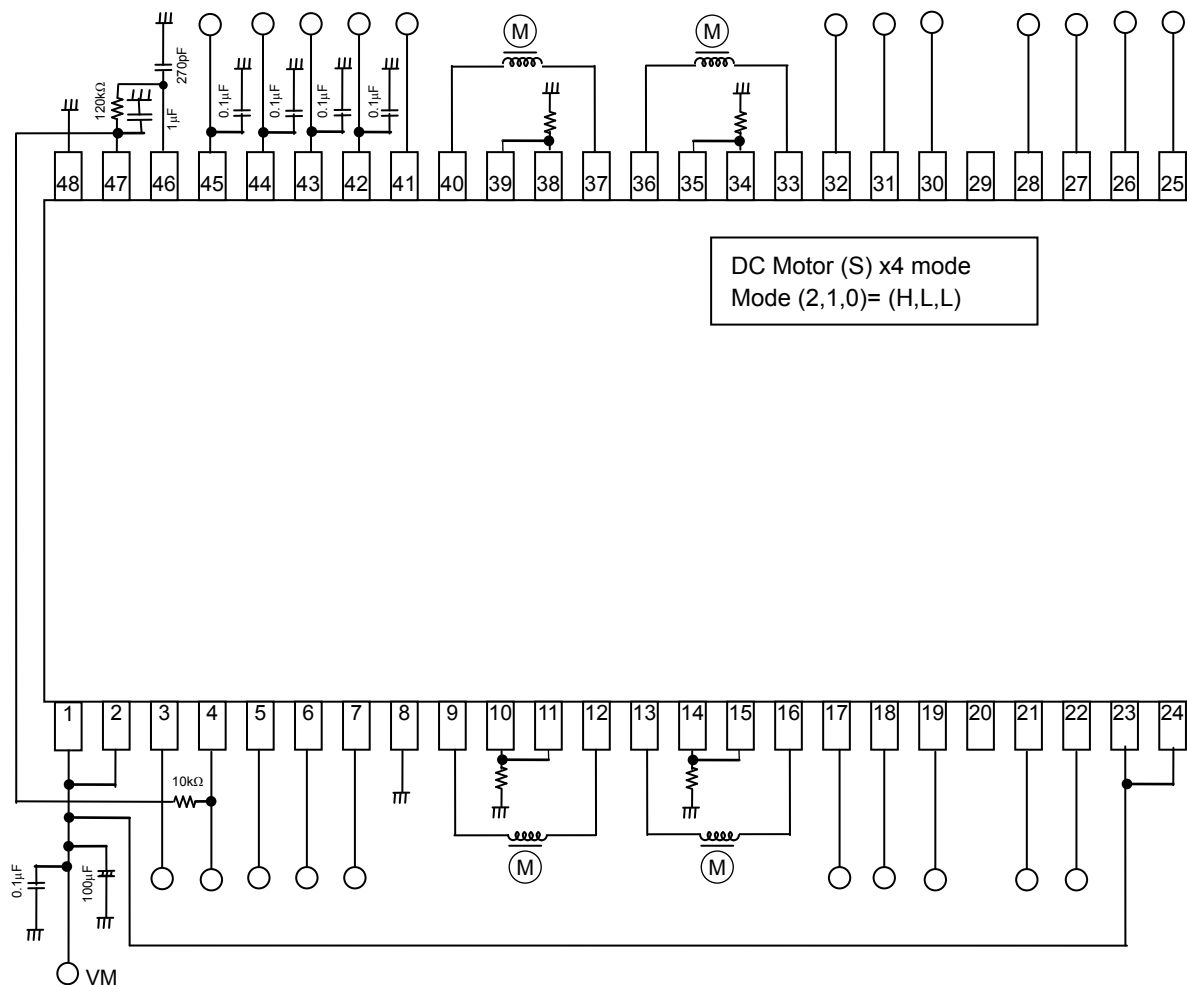 270pF
120kΩ
1μF
0.1μF
0.1μF
0.1μF
0.1μF
M
M
48 47 46 45 44 43 42 41 40 39 38 37 36 35 34 33 32 31 30 29 28 27 26 25
DC Motor (S) x4 mode
Mode (2,1,0)= (H,L,L)
1 2 3 4 5 6 7 8 9 10 11 12 13 14 15 16 17 18 19 20 21 22 23 24
10kΩ
M
M
0.1μF
100μF
VM